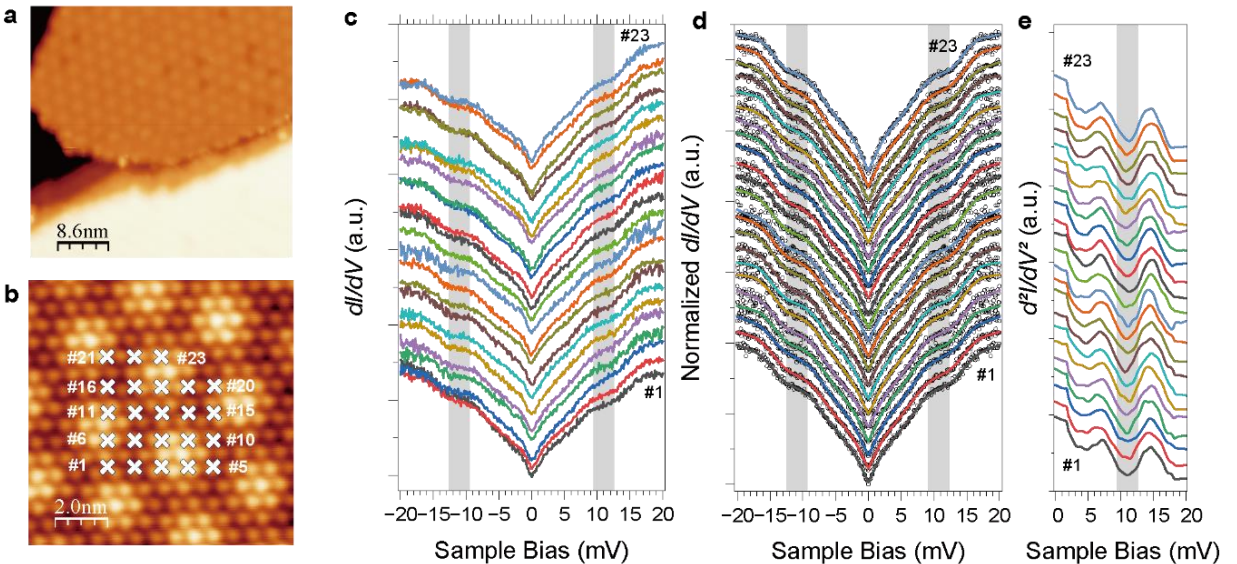 a
8.6nm
b
#21 #23
#16 #20
#11 #15
#6 #10
#1 #5
2.0nm
c
#23
dI/dV (a.u.)
#1
−20 −15 −10 −5 0 5 10 15 20
Sample Bias (mV)
d
#23
Normalized dI/dV (a.u.)
#1
−20 −15 −10 −5 0 5 10 15 20
Sample Bias (mV)
e
#23
d²I/dV² (a.u.)
#1
0 5 10 15 20
Sample Bias (mV)